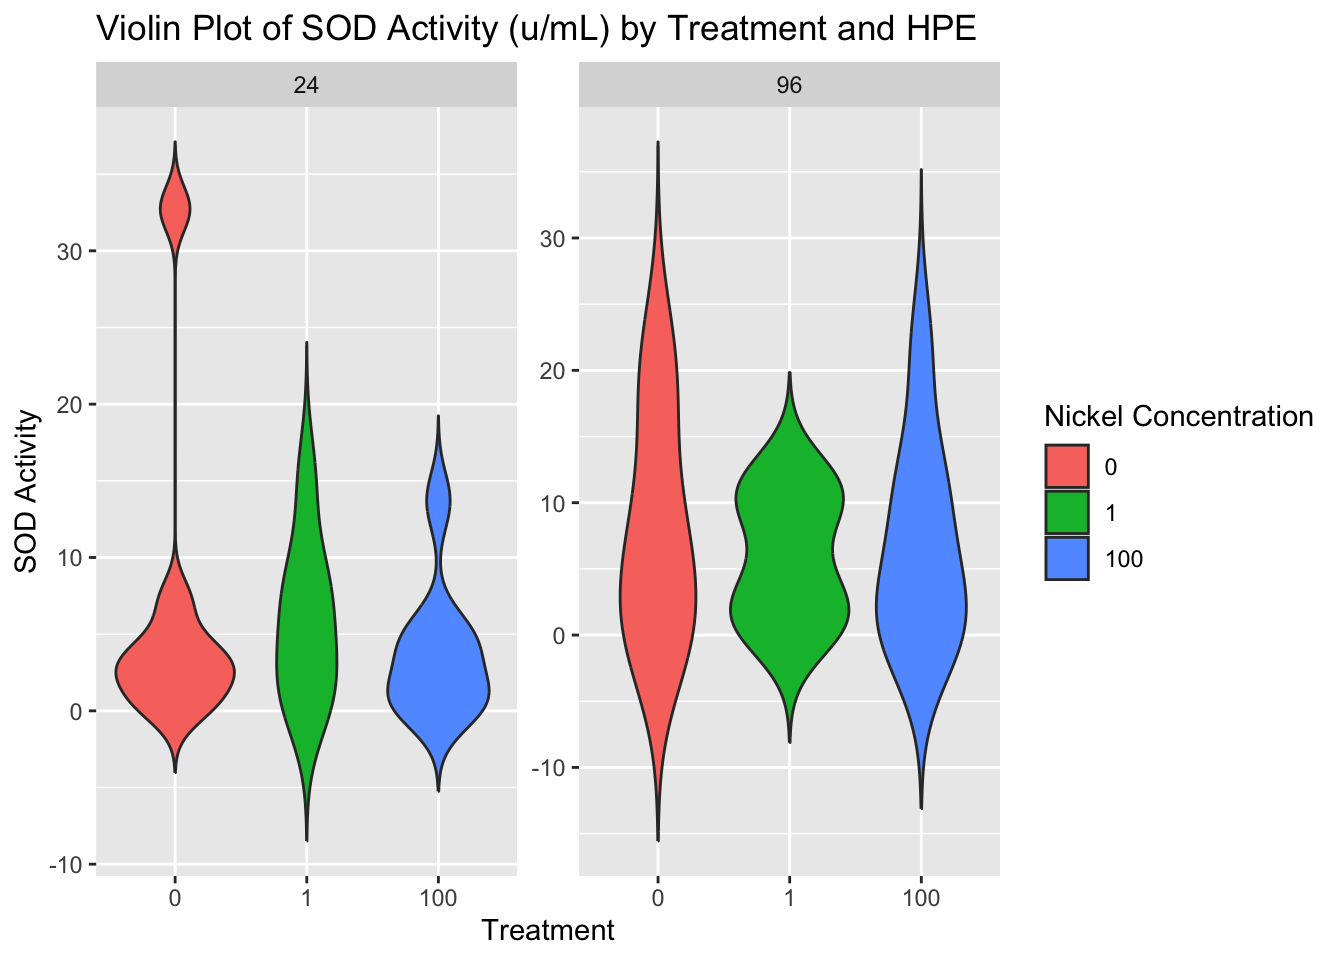 Violin Plot of SOD Activity (u/mL) by Treatment and HPE
24
96
SOD Activity
30
20
10
0
-10
30
20
10
0
-10
0 1 100
0 1 100
Treatment
Nickel Concentration
0
1
100